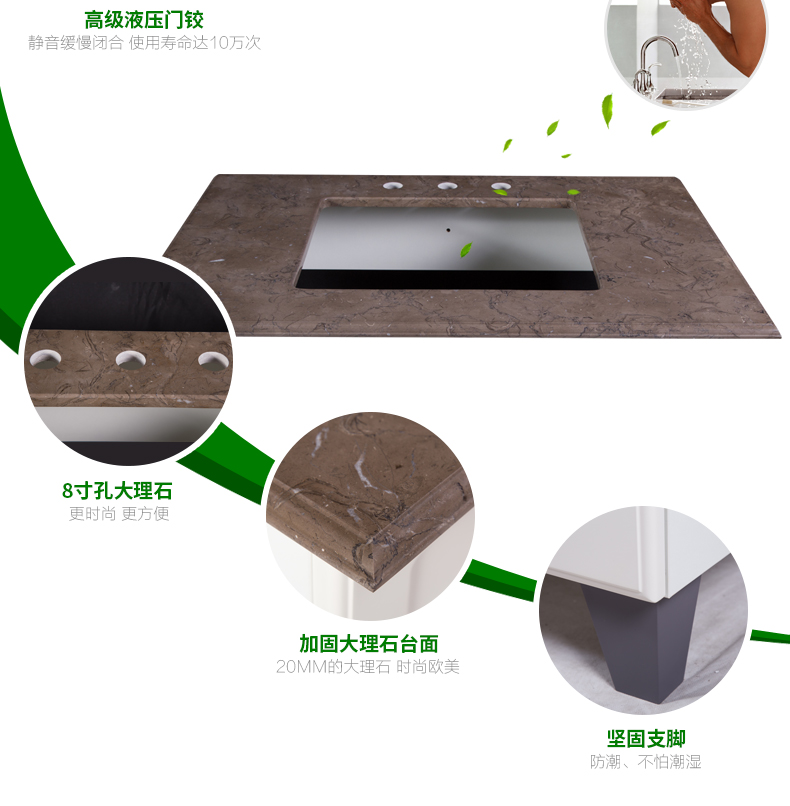 高级液压门铰
静音缓慢闭合 使用寿命达10万次
8寸孔大理石
更时尚 更方便
加固大理石台面
20MM的大理石 时尚欧美
坚固支脚
防潮、不怕潮湿